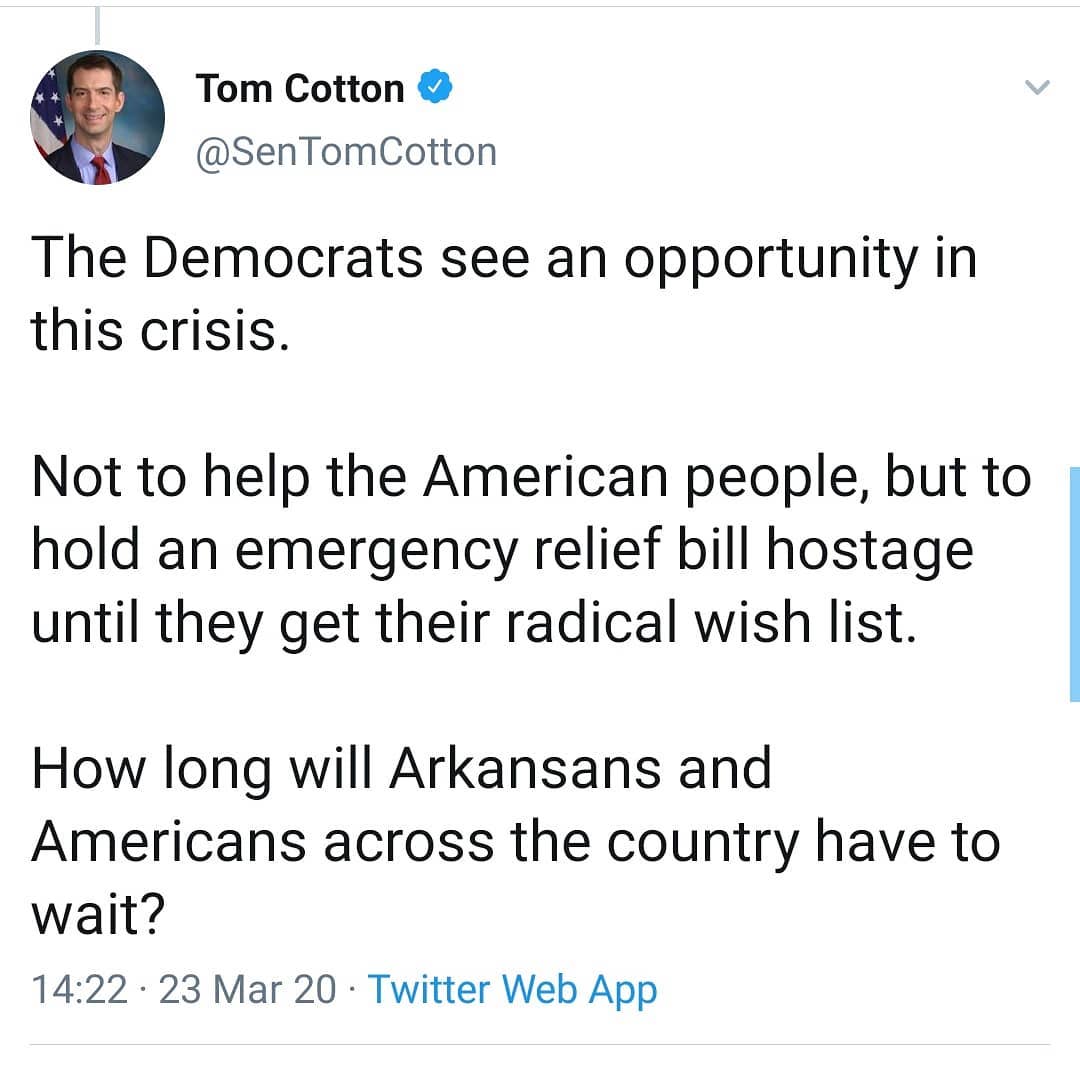 Tom Cotton
@SenTomCotton
The Democrats see an opportunity in
this crisis.
Not to help the American people, but to
hold an emergency relief bill hostage
until they get their radical wish list.
How long will Arkansans and
Americans across the country have to
wait?
14:22 · 23 Mar 20 · Twitter Web App